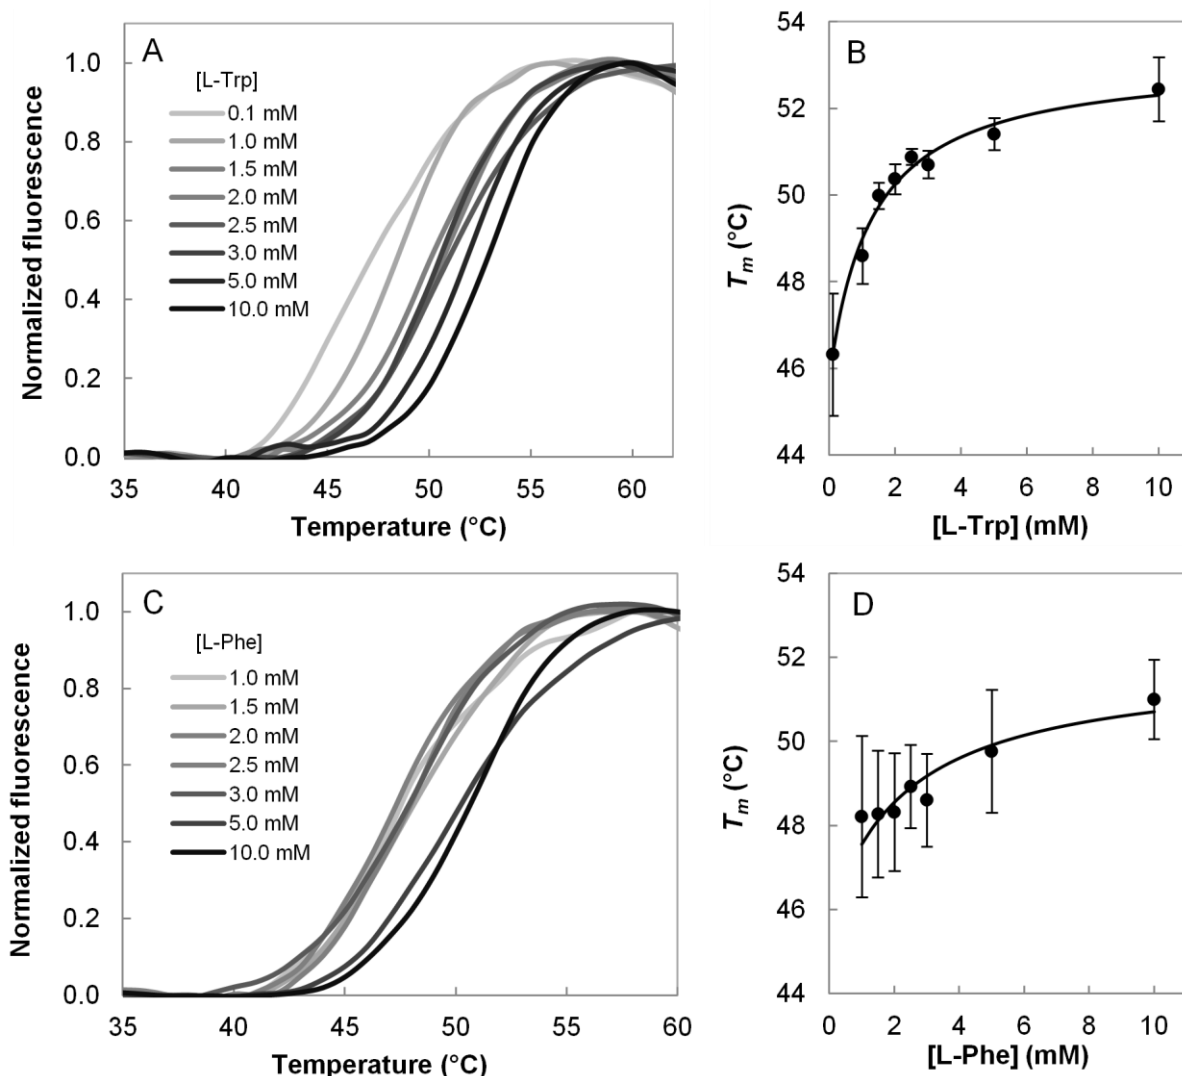 A
[L-Trp]
0.1 mM
1.0 mM
1.5 mM
2.0 mM
2.5 mM
3.0 mM
5.0 mM
10.0 mM
Normalized fluorescence
1.0
0.8
0.6
0.4
0.2
0.0
35 40 45 50 55 60
Temperature (°C)
B
Tm (°C)
54
52
50
48
46
44
0 2 4 6 8 10
[L-Trp] (mM)
C
[L-Phe]
1.0 mM
1.5 mM
2.0 mM
2.5 mM
3.0 mM
5.0 mM
10.0 mM
Normalized fluorescence
1.0
0.8
0.6
0.4
0.2
0.0
35 40 45 50 55 60
Temperature (°C)
D
Tm (°C)
54
52
50
48
46
44
0 2 4 6 8 10
[L-Phe] (mM)